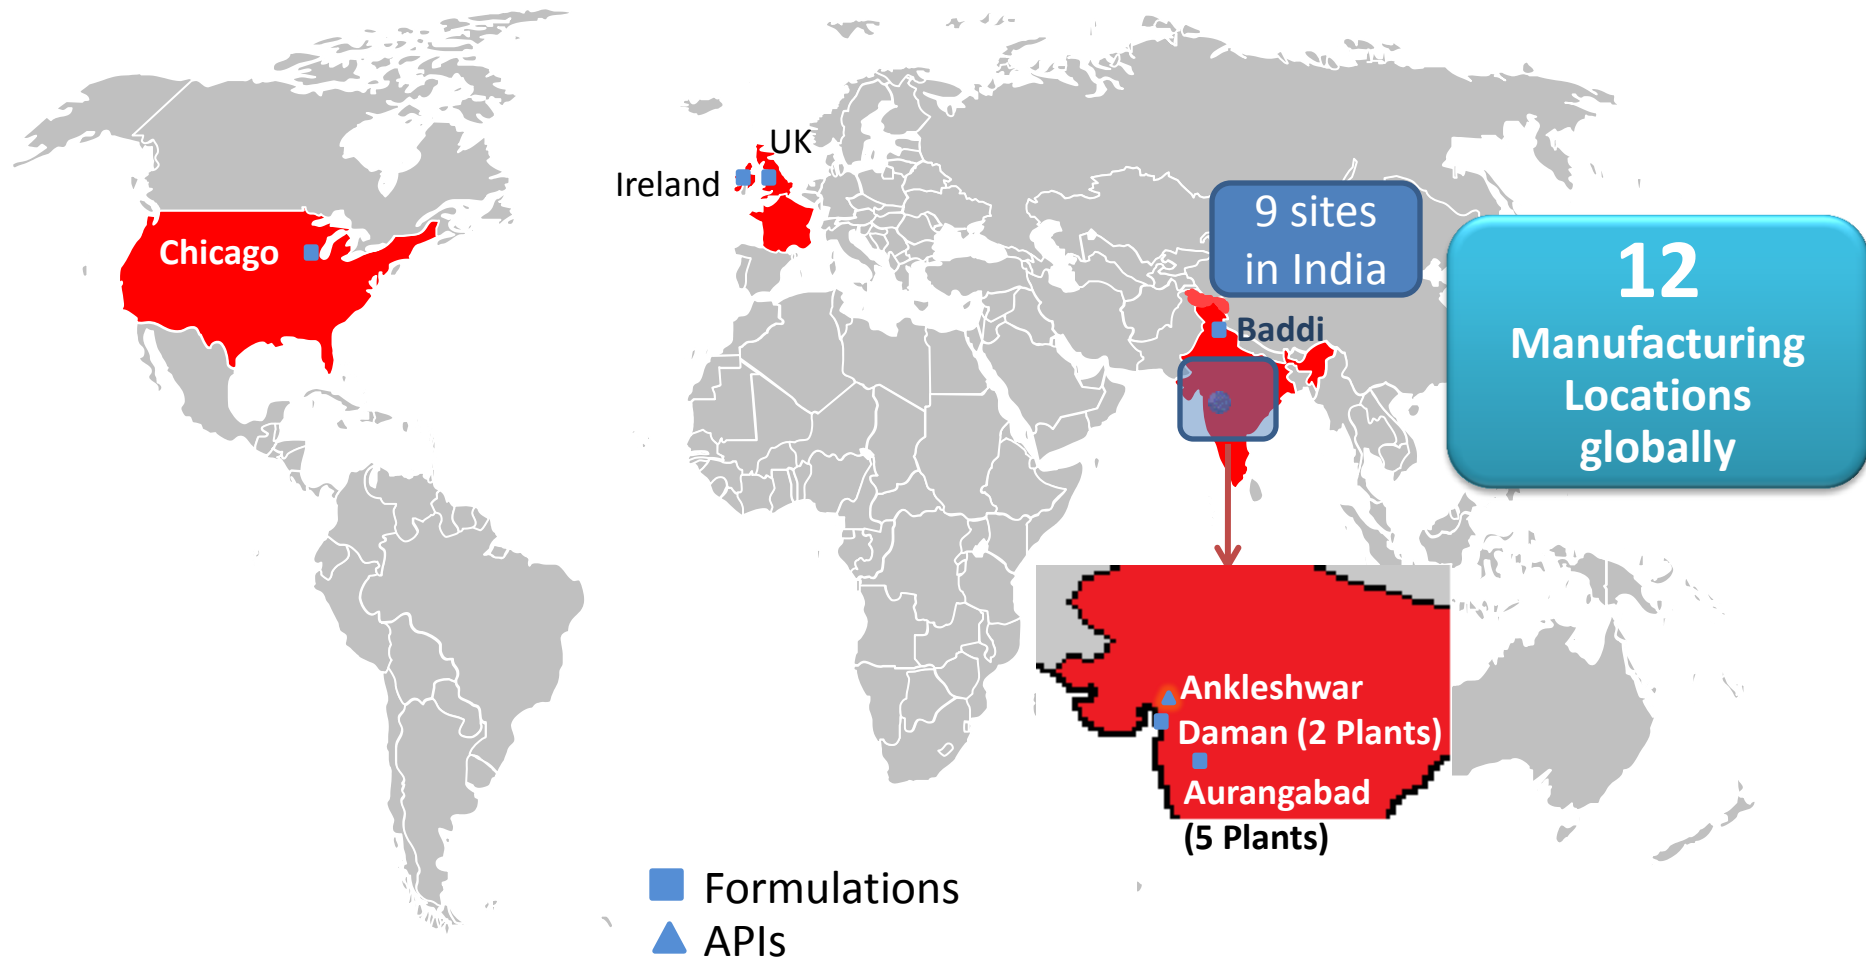 UK
Ireland
Chicago
9 sites
in India
12
Manufacturing
Locations
globally
Baddi
Ankleshwar
Daman (2 Plants)
Aurangabad
(5 Plants)
Formulations
APIs